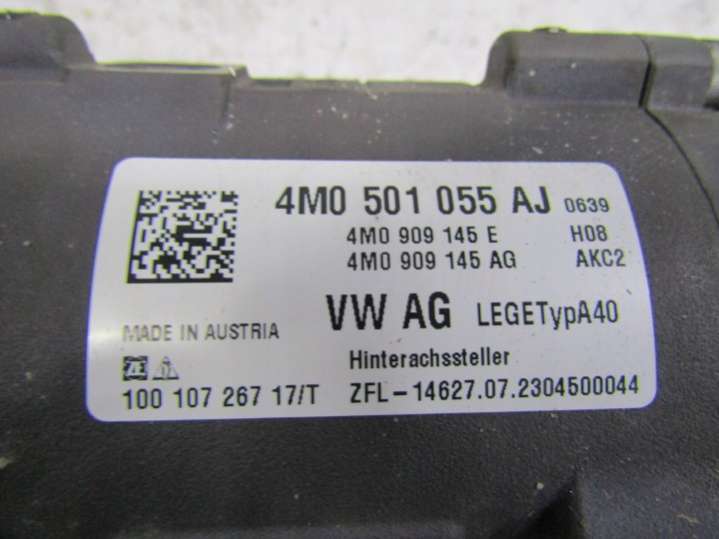 4M0 501 055 AJ 0639
4M0 909 145 E H08
4M0 909 145 AG AKC2
VW AG LEGETypA40
MADE IN AUSTRIA
Hinterachssteller
ZF
100 107 267 17/T ZFL-14627.07.2304500044